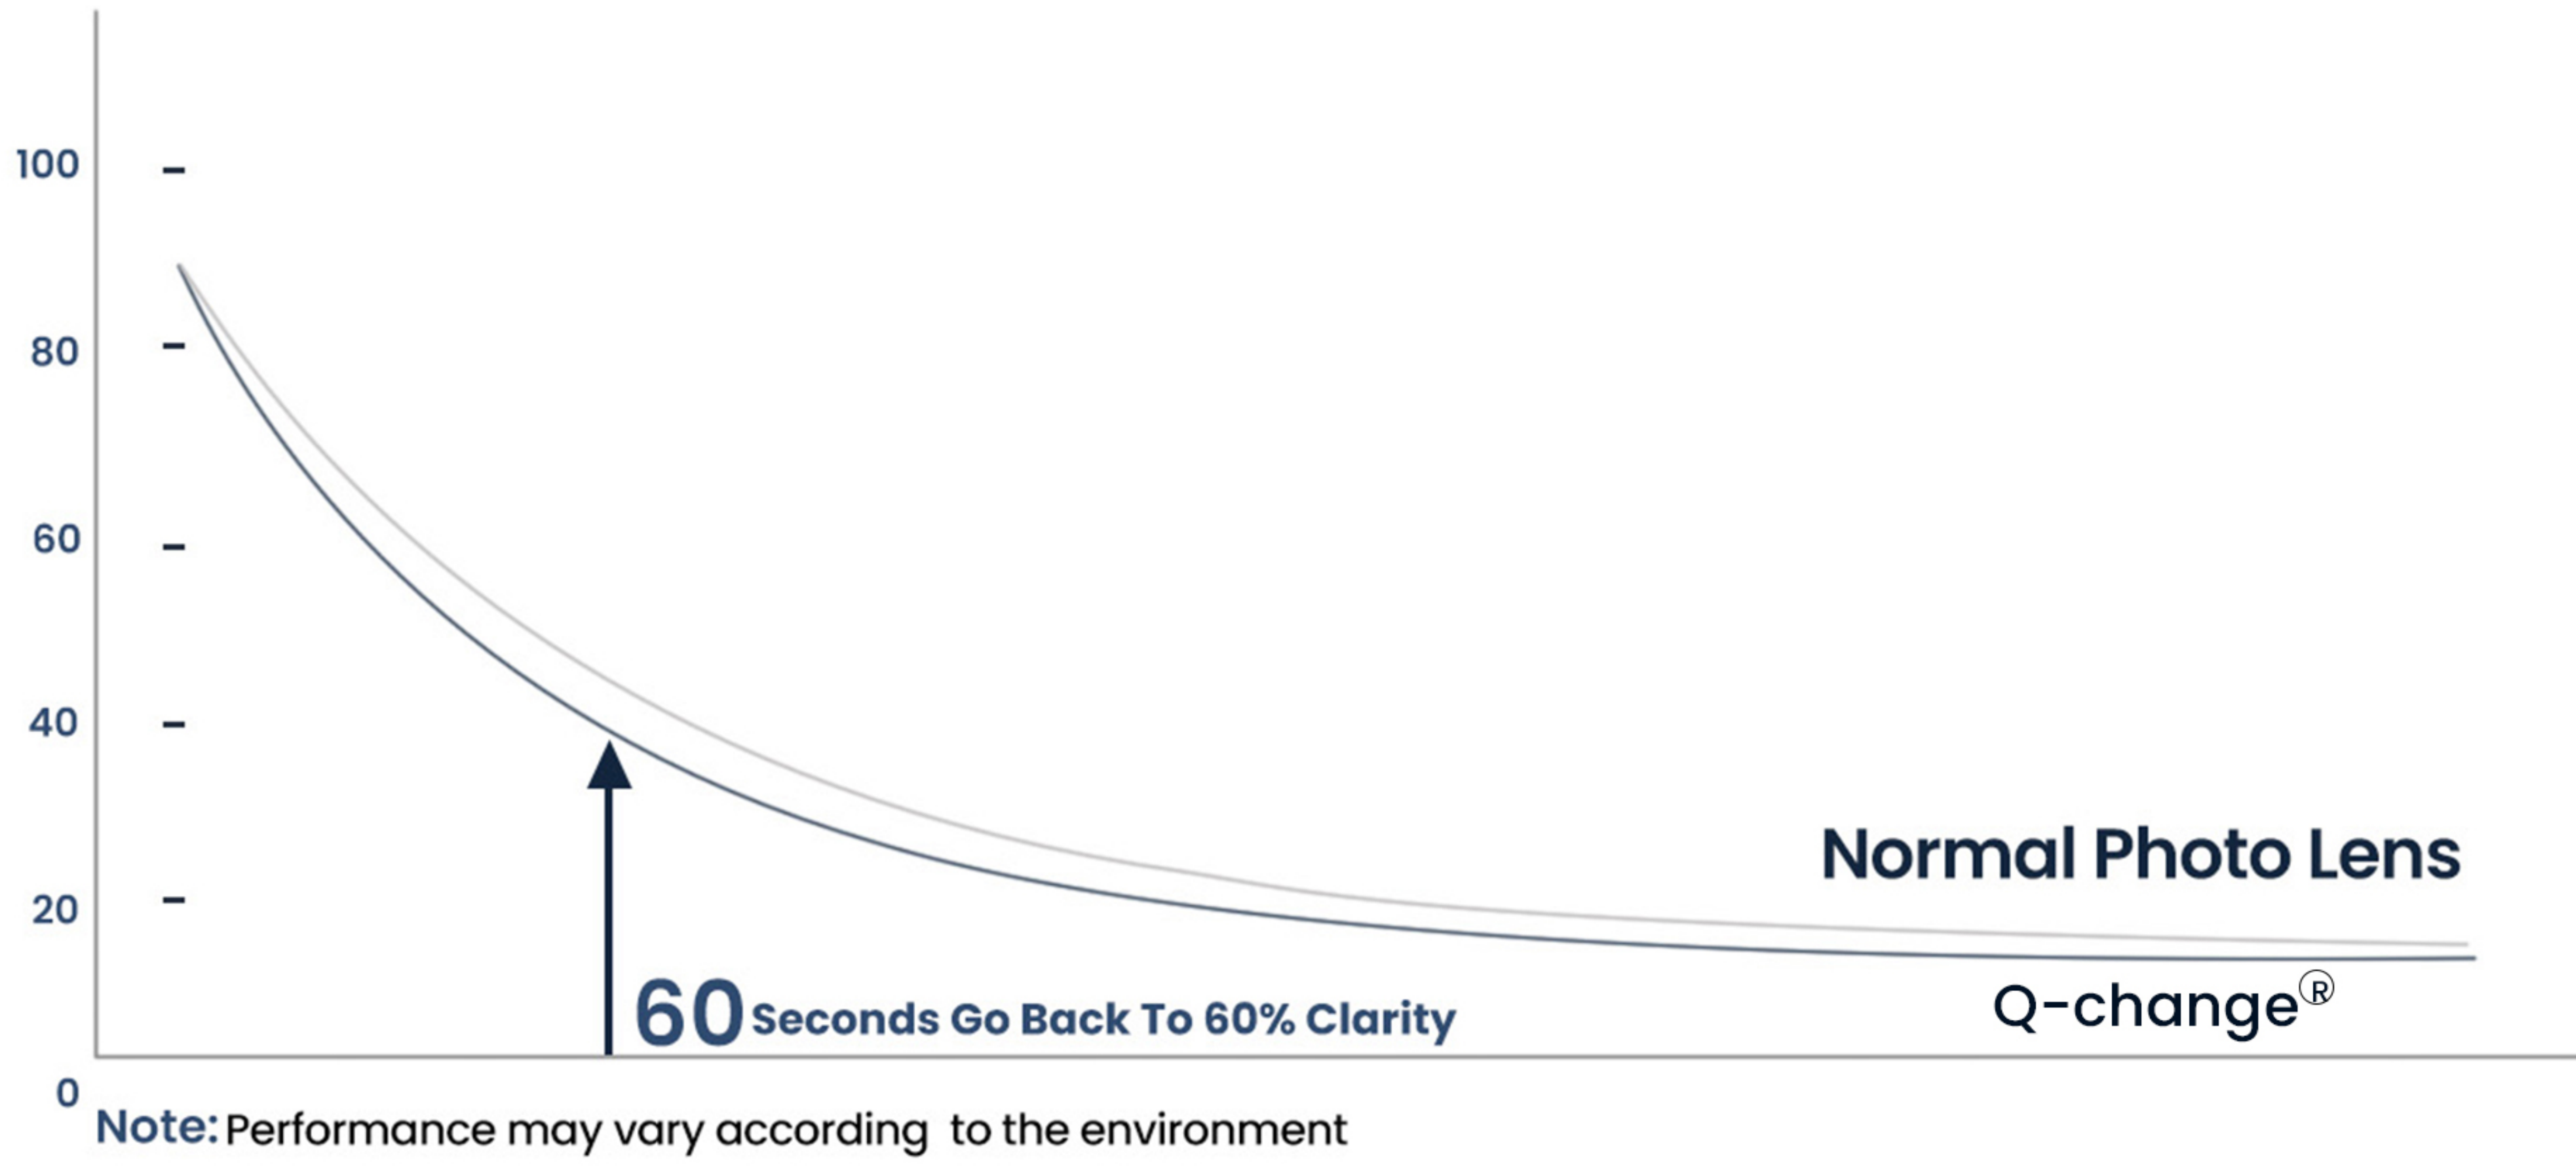 100
80
60
40
20
Normal Photo Lens
Q-change®
60 Seconds Go Back To 60% Clarity
0
Note: Performance may vary according to the environment